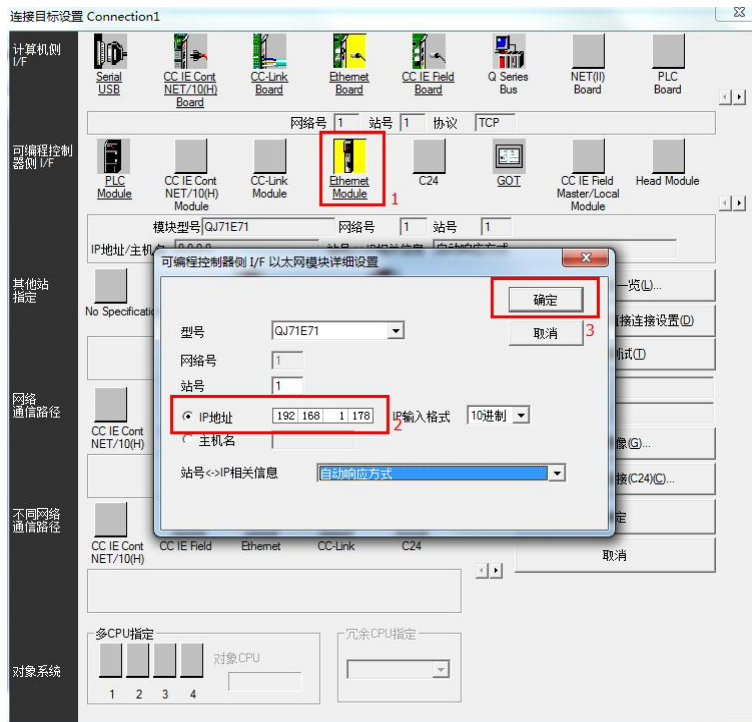 连接目标设置 Connection1
计算机侧
I/F
Serial
USB
CC IE Cont
NET/10(H)
Board
CC-Link
Board
Ethernet
Board
CC IE Field
Board
Q Series
Bus
NET(II)
Board
PLC
Board
网络号 1 站号 1 协议 TCP
可编程控制
器侧 I/F
PLC
Module
CC IE Cont
NET/10(H)
Module
CC-Link
Module
Ethernet
Module
1
C24
GOT
CC IE Field
Master/Local
Module
Head Module
模块型号 QJ71E71 网络号 1 站号 1
IP地址/主机
可编程控制器侧 I/F 以太网模块详细设置
确定
取消
3
型号 QJ71E71
网络号 1
站号 1
IP地址 192 168 1 178 IP输入格式 10进制
2
主机名
站号<->IP相关信息 自动响应方式
其他站
指定
No Specificati
一览(L)...
接连接设置(D)
试(T)
网络
通信路径
CC IE Cont
NET/10(H)
像(G)...
接(C24)(C)...
定
取消
不同网络
通信路径
CC IE Cont
NET/10(H)
CC IE Field
Ethernet
CC-Link
C24
多CPU指定
对象CPU
1 2 3 4
冗余CPU指定
对象系统